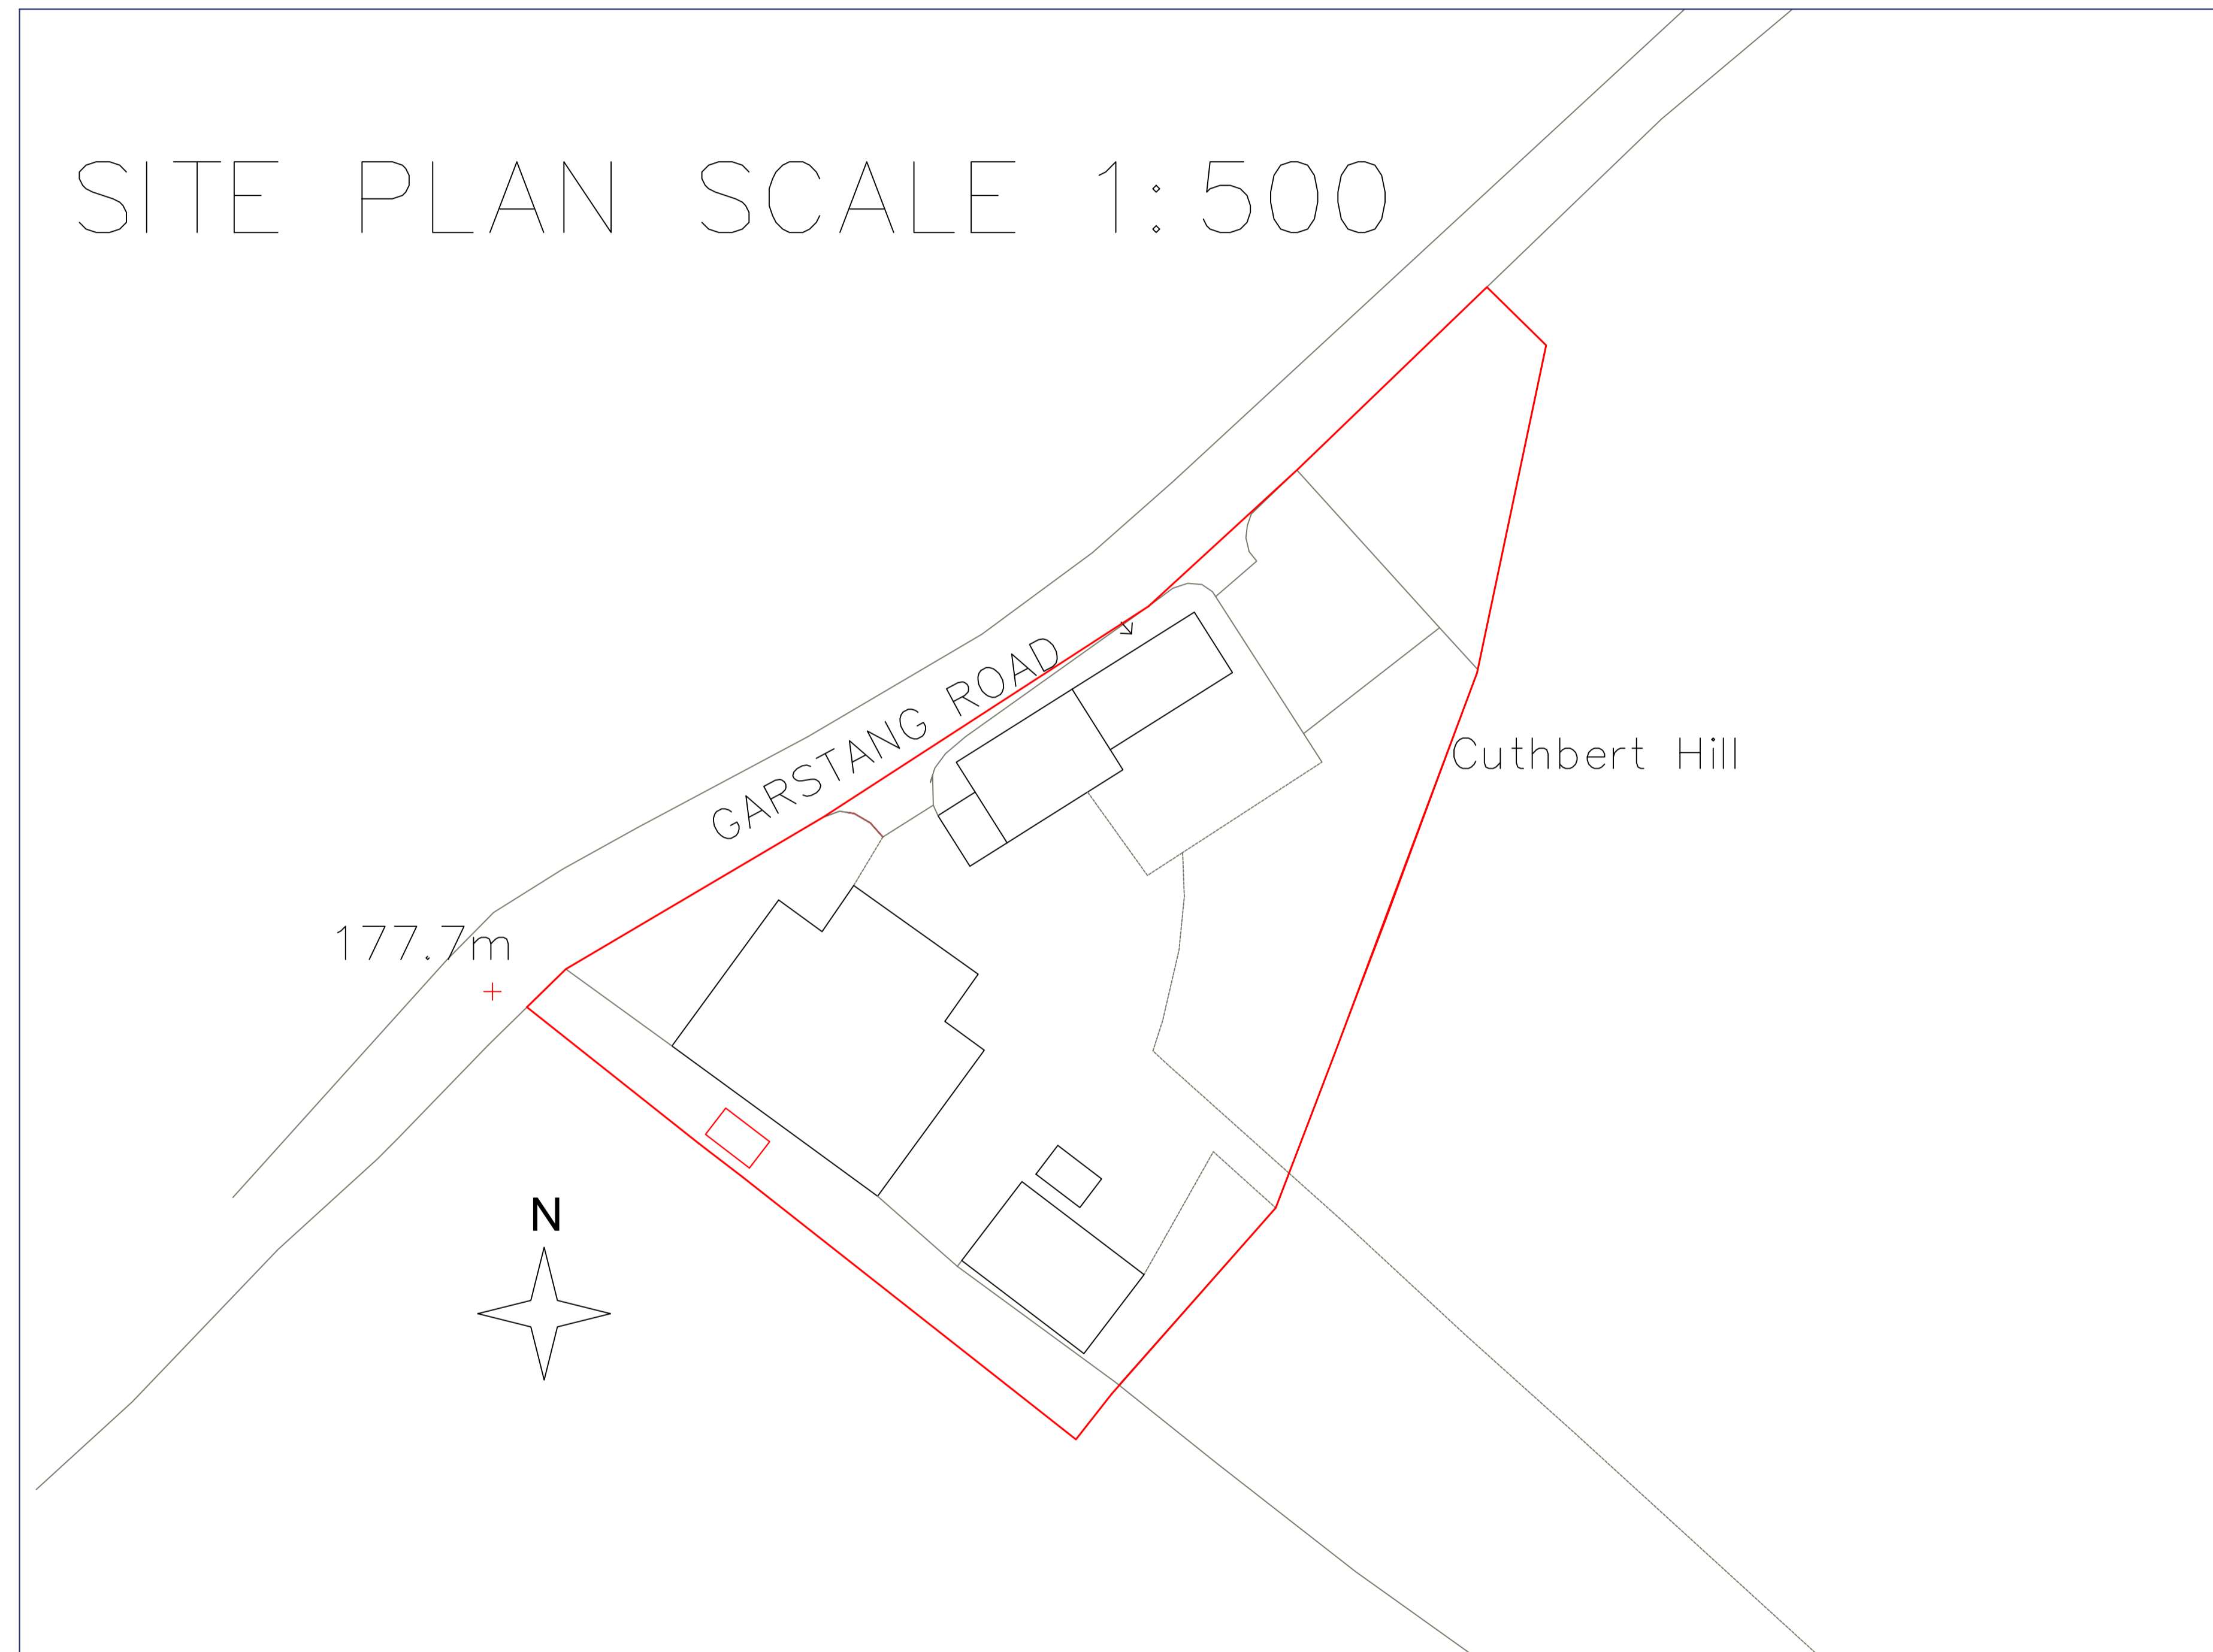 SITE PLAN SCALE 1:500
GARSTANG ROAD
Cuthbert Hill
177.7m
N